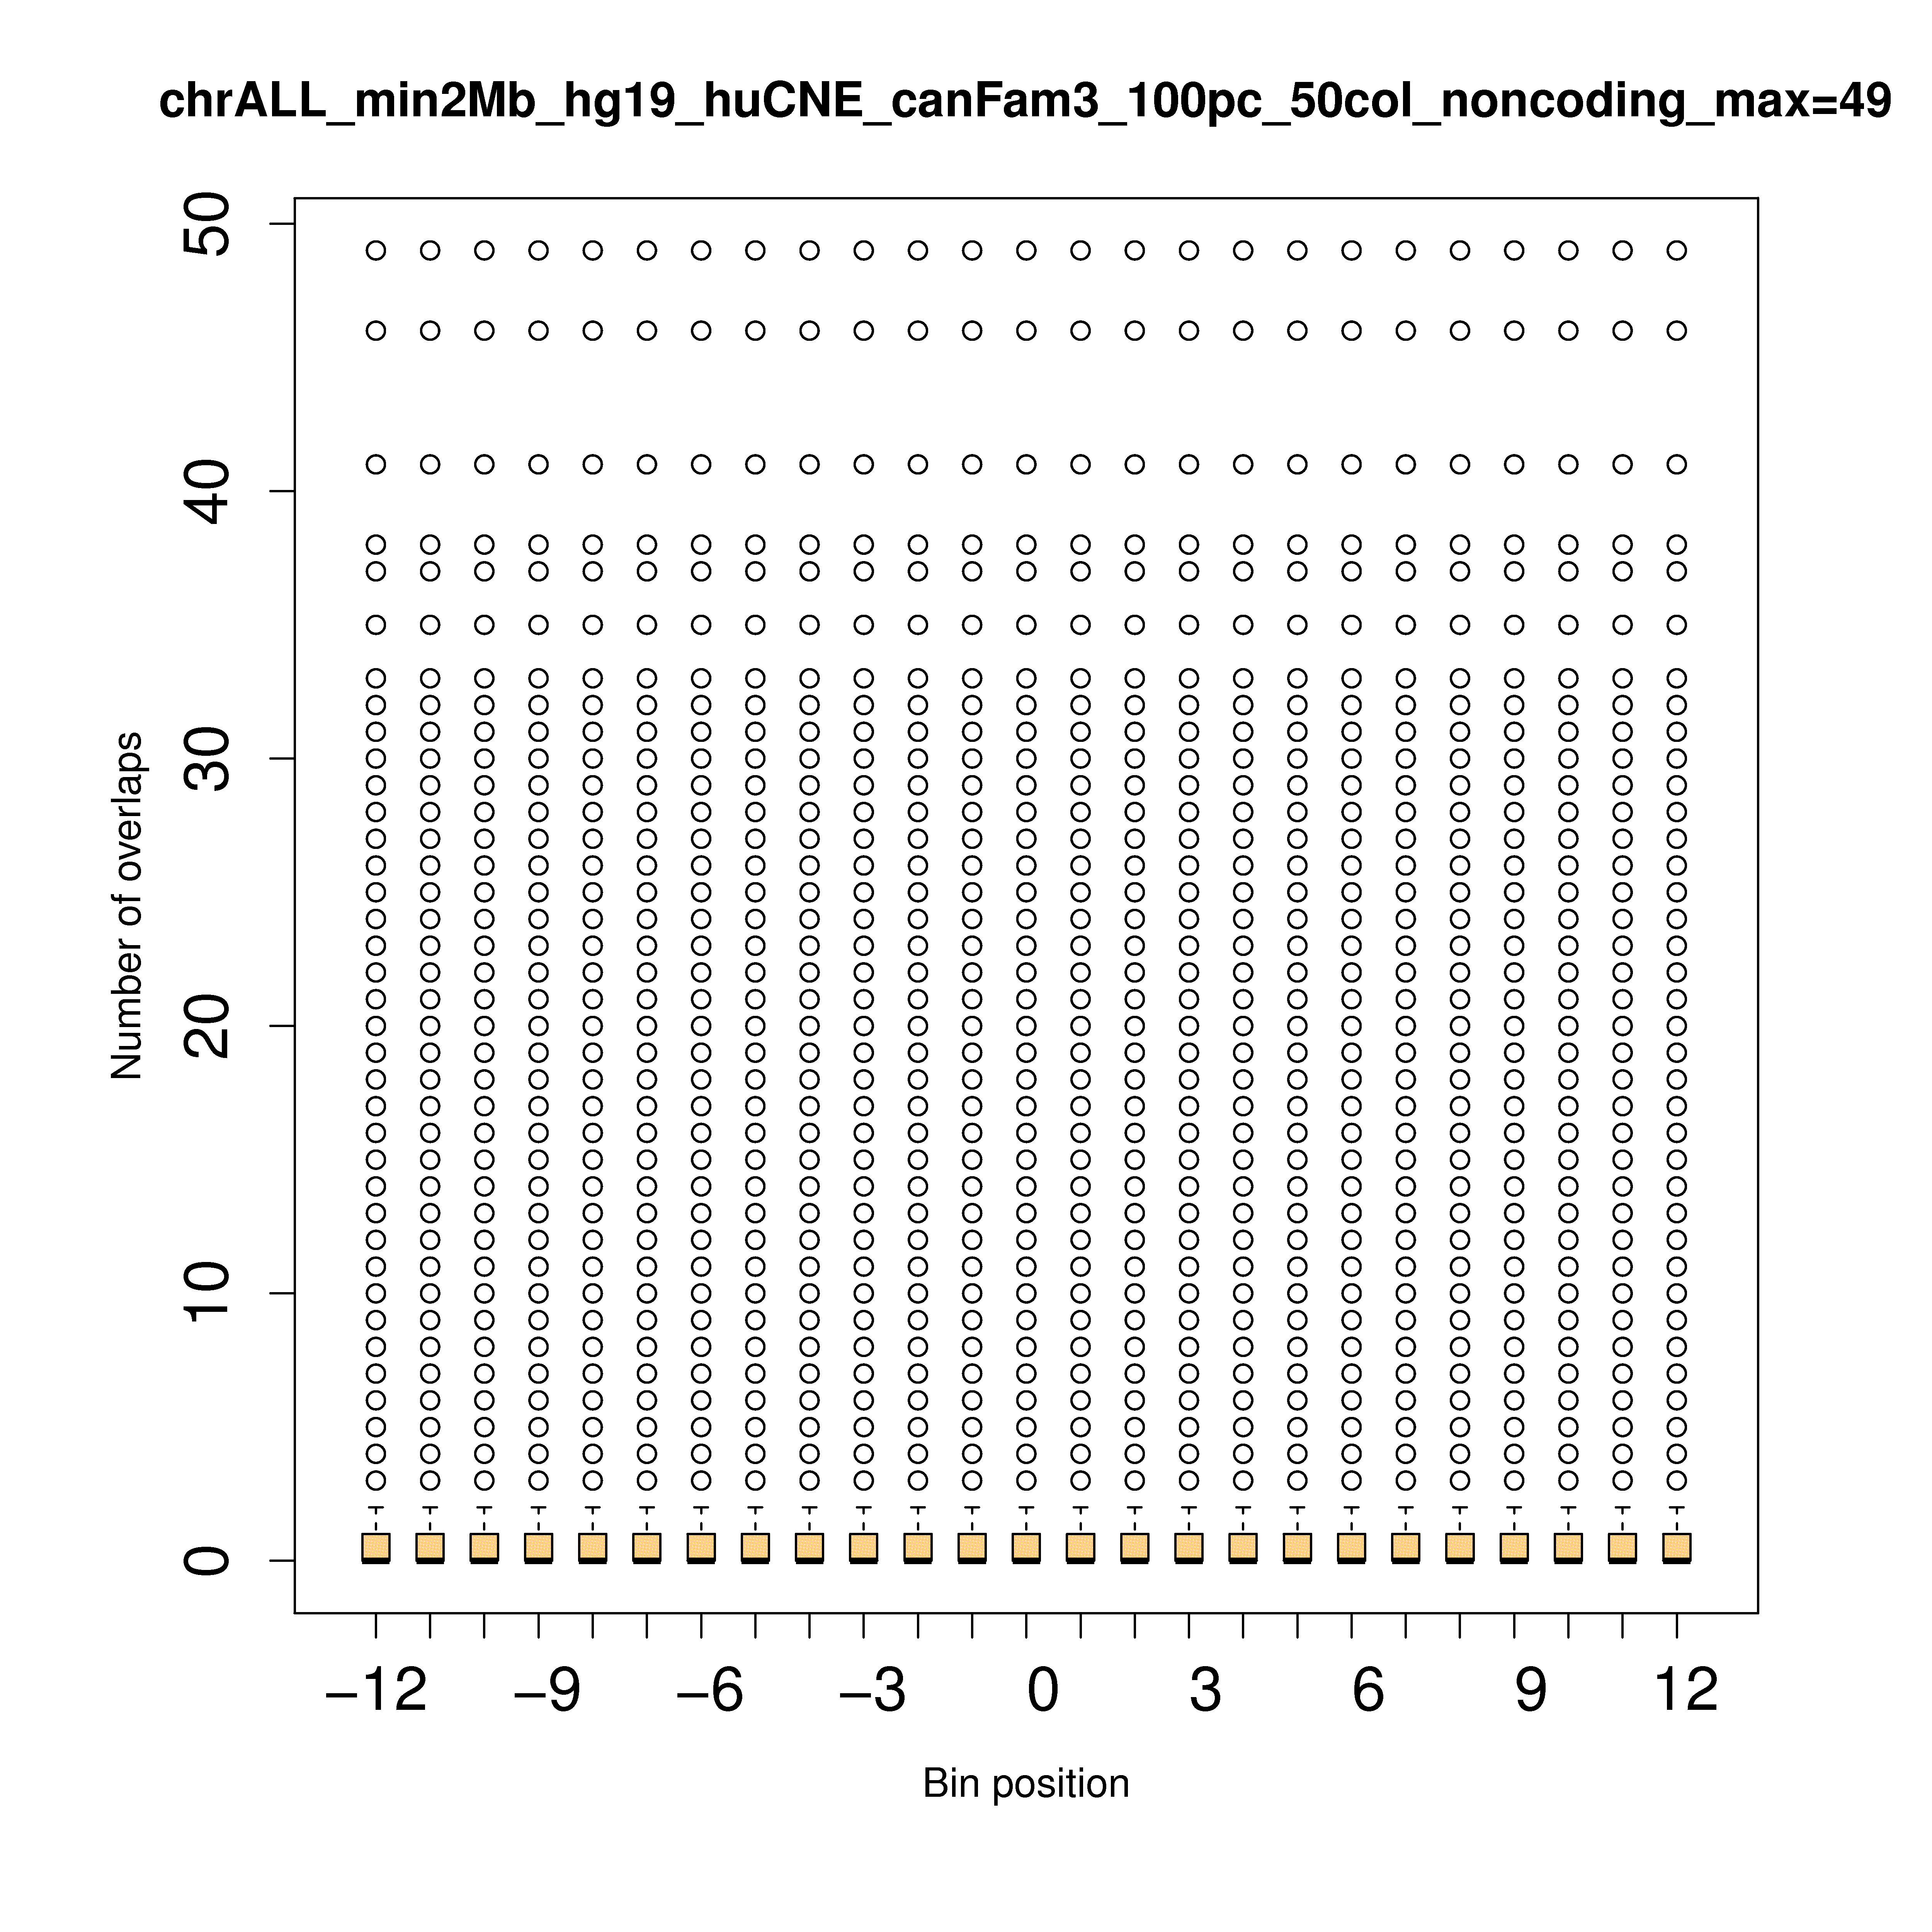 chrALL_min2Mb_hg19_huCNE_canFam3_100pc_50col_noncoding_max=49
50
40
30
20
10
0
Number of overlaps
−12 −9 −6 −3 0 3 6 9 12
Bin position